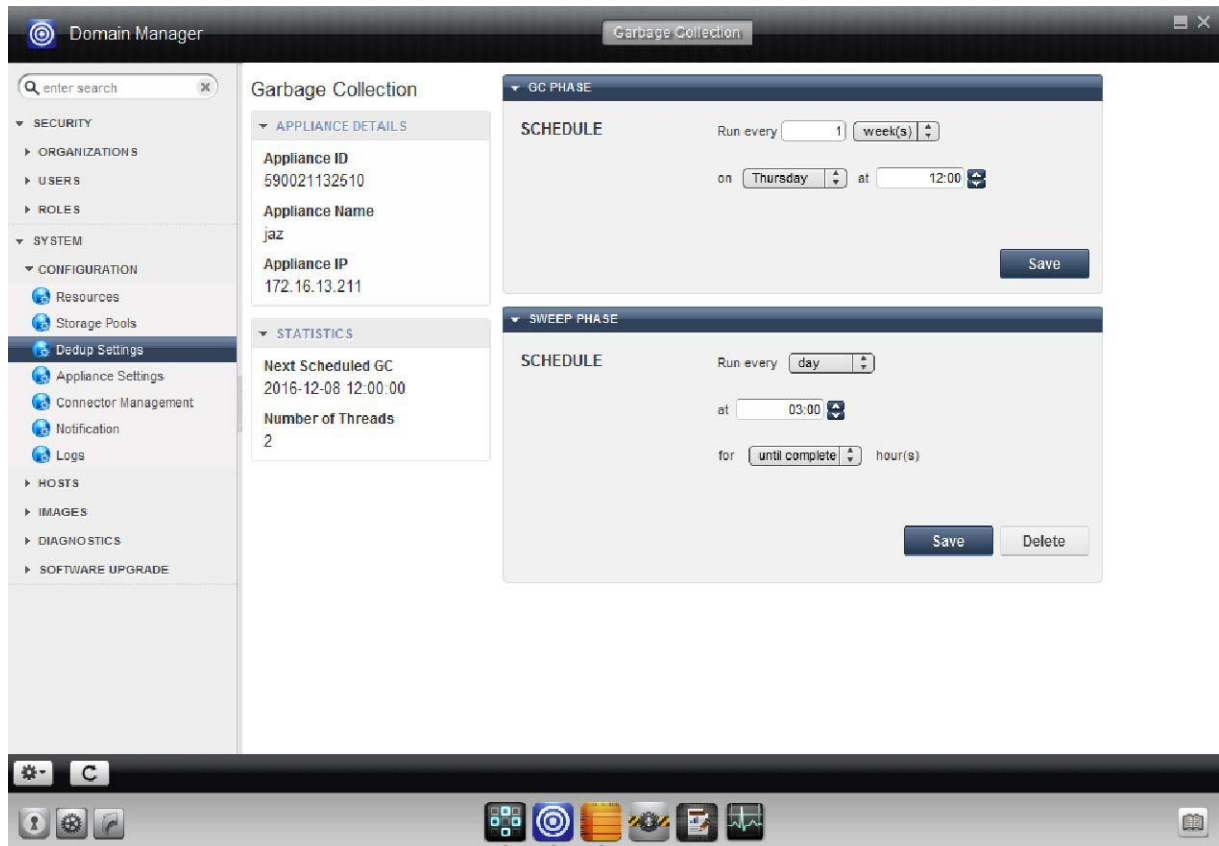 Domain Manager
Garbage Collection
enter search
SECURITY
ORGANIZATIONS
USERS
ROLES
SYSTEM
CONFIGURATION
Resources
Storage Pools
Dedup Settings
Appliance Settings
Connector Management
Notification
Logs
HOSTS
IMAGES
DIAGNOSTICS
SOFTWARE UPGRADE
Garbage Collection
APPLIANCE DETAILS
Appliance ID
590021132510
Appliance Name
jaz
Appliance IP
172.16.13.211
STATISTICS
Next Scheduled GC
2016-12-08 12:00:00
Number of Threads
2
GC PHASE
SCHEDULE Run every 1 week(s)
on Thursday at 12:00
Save
SWEEP PHASE
SCHEDULE Run every day
at 03:00
for until complete hour(s)
Save Delete